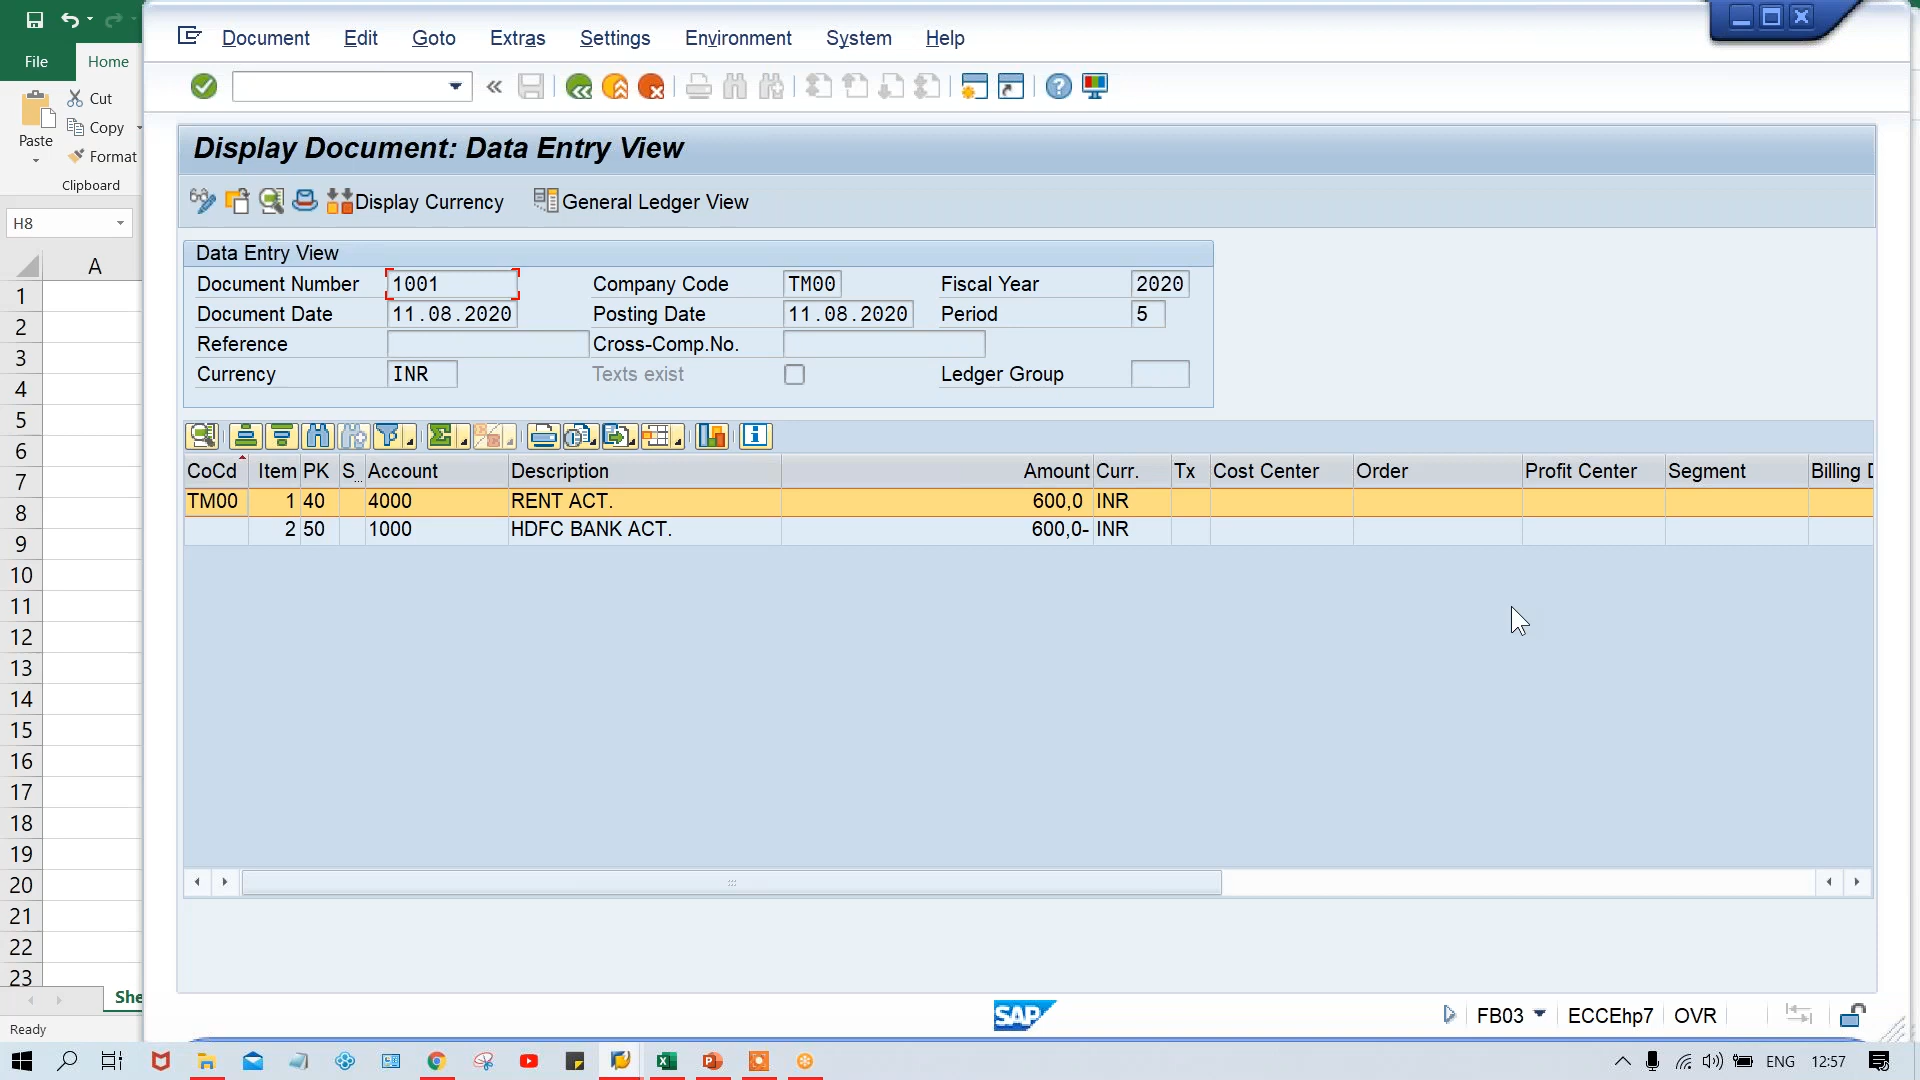 Document Edit Goto Extras Settings Environment System Help
File Home
Cut
Copy
Paste
Format
Clipboard
Display Document: Data Entry View
Display Currency General Ledger View
H8
Data Entry View
Document Number 1001 Company Code TM00 Fiscal Year 2020
Document Date 11.08.2020 Posting Date 11.08.2020 Period 5
Reference Cross-Comp.No.
Currency INR Texts exist Ledger Group
A
CoCd Item PK S... Account Description Amount Curr. Tx Cost Center Order Profit Center Segment Billing D
TM00 1 40 4000 RENT ACT. 600,0 INR
2 50 1000 HDFC BANK ACT. 600,0- INR
1
2
3
4
5
6
7
8
9
10
11
12
13
14
15
16
17
18
19
20
21
22
23
She
Ready
SAP
FB03 ECCEhp7 OVR
ENG 12:57